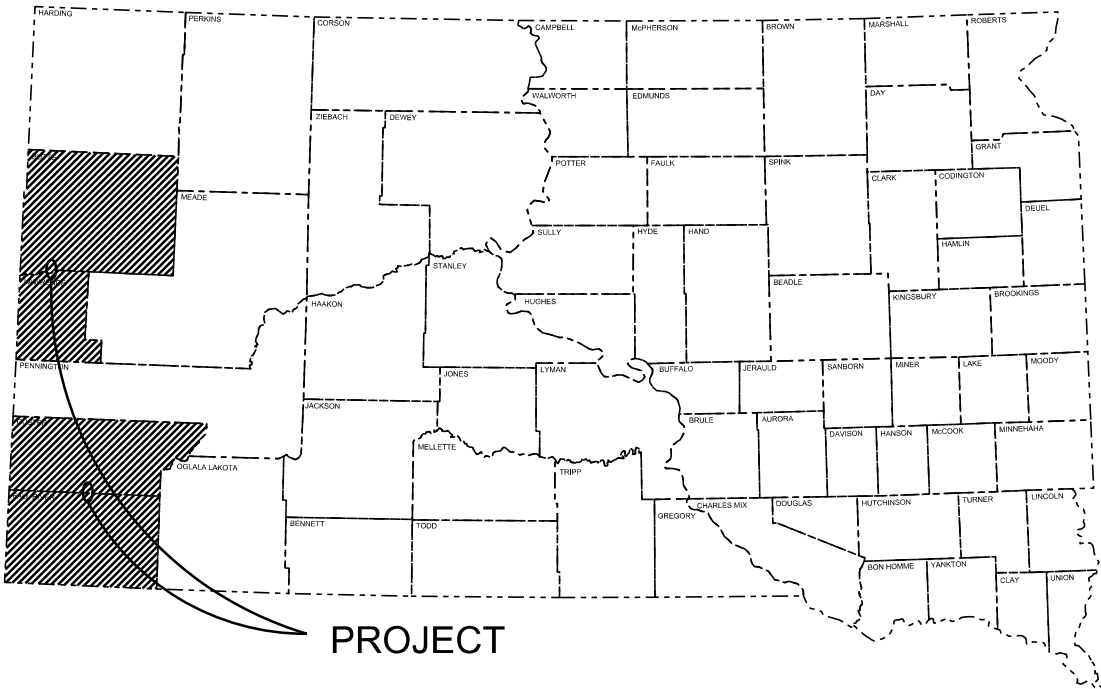 HARDING
PERKINS
CORSON
CAMPBELL
McPHERSON
BROWN
MARSHALL
ROBERTS
WALWORTH
EDMUNDS
DAY
ZIEBACH
DEWEY
GRANT
POTTER
FAULK
SPINK
CLARK
CODINGTON
MEADE
DEUEL
SULLY
HYDE
HAND
HAMLIN
STANLEY
BEADLE
KINGSBURY
BROOKINGS
HAAKON
HUGHES
PENNINGTON
JONES
LYMAN
BUFFALO
JERAULD
SANBORN
MINER
LAKE
MOODY
JACKSON
BRULE
AURORA
DAVISON
HANSON
McCOOK
MINNEHAHA
MELLETTE
OGLALA LAKOTA
TRIPP
BENNETT
TODD
GREGORY
CHARLES MIX
DOUGLAS
HUTCHINSON
TURNER
LINCOLN
BON HOMME
YANKTON
CLAY
UNION
PROJECT